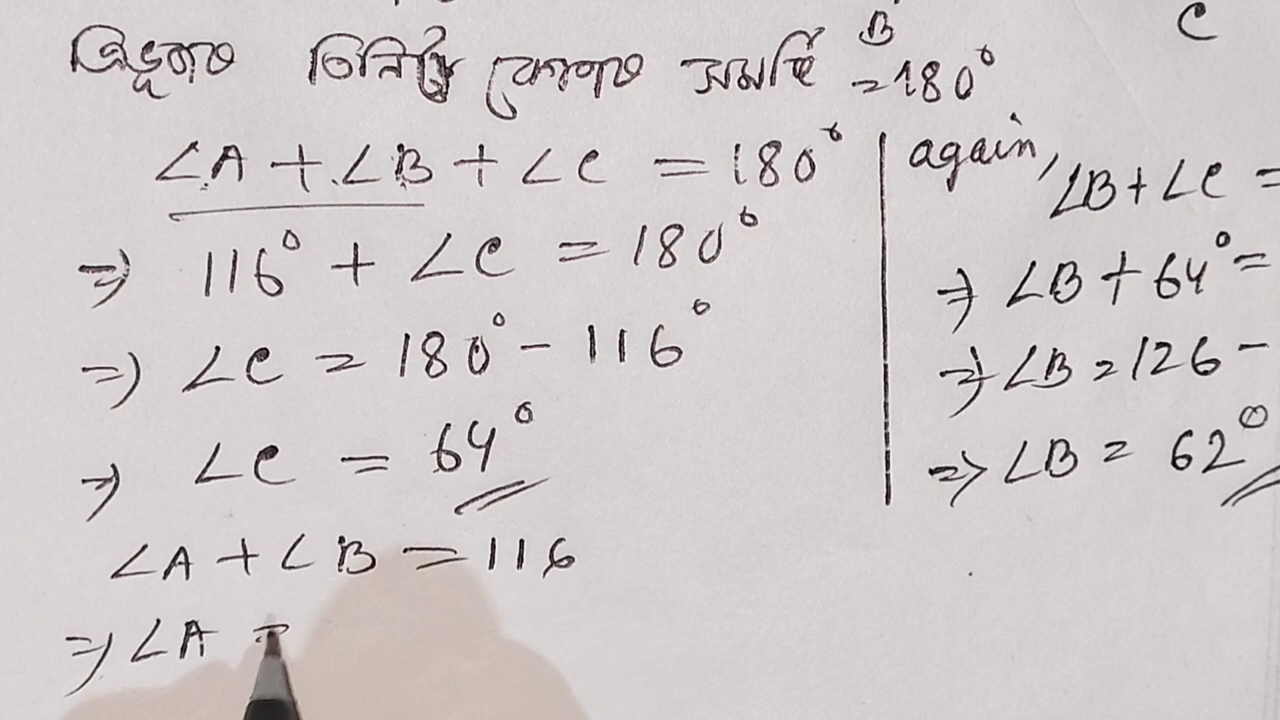 B C
ত্রিভূজের তিনটি কোণের সমষ্টি =180°
∠A + ∠B + ∠C = 180°
⇒ 116° + ∠C = 180°
⇒ ∠C = 180° - 116°
⇒ ∠C = 64°
∠A + ∠B = 116
⇒ ∠A =
again,
∠B + ∠C =
⇒ ∠B + 64° =
⇒ ∠B = 126 -
⇒ ∠B = 62°